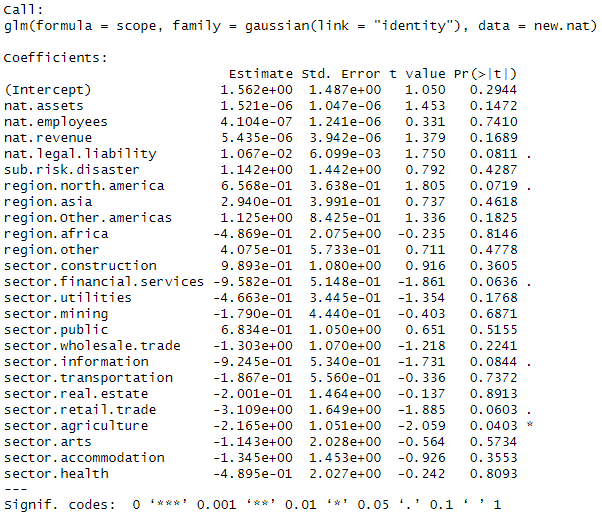 Call:
glm(formula = scope, family = gaussian(link = "identity"), data = new.nat)
Coefficients:
Estimate Std. Error t value Pr(>|t|)
(Intercept) 1.562e+00 1.487e+00 1.050 0.2944
nat.assets 1.521e-06 1.047e-06 1.453 0.1472
nat.employees 4.104e-07 1.241e-06 0.331 0.7410
nat.revenue 5.435e-06 3.942e-06 1.379 0.1689
nat.legal.liability 1.067e-02 6.099e-03 1.750 0.0811 .
sub.risk.disaster 1.142e+00 1.442e+00 0.792 0.4287
region.north.america 6.568e-01 3.638e-01 1.805 0.0719 .
region.asia 2.940e-01 3.991e-01 0.737 0.4618
region.Other.americas 1.125e+00 8.425e-01 1.336 0.1825
region.africa -4.869e-01 2.075e+00 -0.235 0.8146
region.other 4.075e-01 5.733e-01 0.711 0.4778
sector.construction 9.893e-01 1.080e+00 0.916 0.3605
sector.financial.services -9.582e-01 5.148e-01 -1.861 0.0636 .
sector.utilities -4.663e-01 3.445e-01 -1.354 0.1768
sector.mining -1.790e-01 4.440e-01 -0.403 0.6871
sector.public 6.834e-01 1.050e+00 0.651 0.5155
sector.wholesale.trade -1.303e+00 1.070e+00 -1.218 0.2241
sector.information -9.245e-01 5.340e-01 -1.731 0.0844 .
sector.transportation -1.867e-01 5.560e-01 -0.336 0.7372
sector.real.estate -2.001e-01 1.464e+00 -0.137 0.8913
sector.retail.trade -3.109e+00 1.649e+00 -1.885 0.0603 .
sector.agriculture -2.165e+00 1.051e+00 -2.059 0.0403 *
sector.arts -1.143e+00 2.028e+00 -0.564 0.5734
sector.accommodation -1.345e+00 1.453e+00 -0.926 0.3553
sector.health -4.895e-01 2.027e+00 -0.242 0.8093
---
Signif. codes: 0 ‘***’ 0.001 ‘**’ 0.01 ‘*’ 0.05 ‘.’ 0.1 ‘ ’ 1